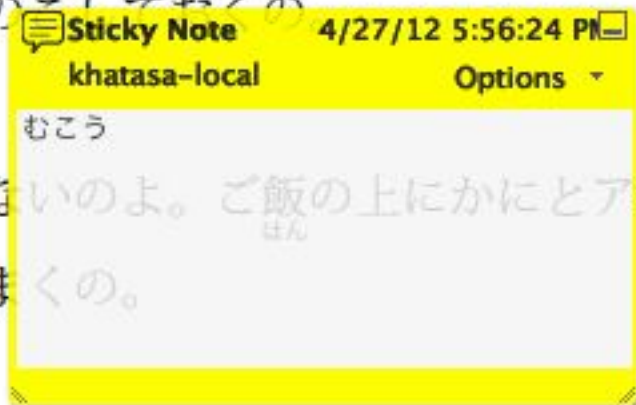 Sticky Note 4/27/12 5:56:24 PM
khatasa-local Options
むこう
いのよ。ご飯の上にかにとア
はん
くの。